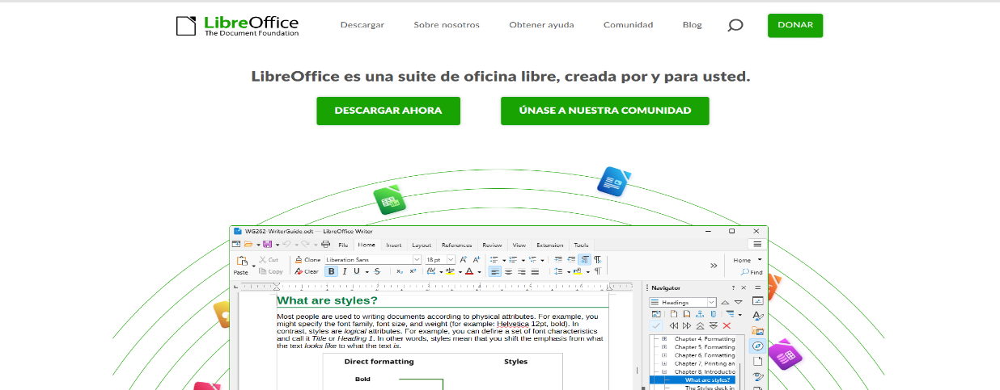 LibreOffice
The Document Foundation
Descargar Sobre nosotros Obtener ayuda Comunidad Blog DONAR
LibreOffice es una suite de oficina libre, creada por y para usted.
DESCARGAR AHORA ÚNASE A NUESTRA COMUNIDAD
WG262-WriterGuide.odt — LibreOffice Writer
File Home Insert Layout References Review View Extension Tools
Cut Clone Liberation Sans 18 pt Home
Paste Copy Clear B I U S Find
Navigator
Headings
What are styles?
Most people are used to writing documents according to physical attributes. For example, you
might specify the font family, font size, and weight (for example: Helvetica 12pt, bold). In
contrast, styles are logical attributes. For example, you can define a set of font characteristics
and call it Title or Heading 1. In other words, styles mean that you shift the emphasis from what
the text looks like to what the text is.
Direct formatting Styles
Bold
Chapter 4, Formatting
Chapter 5, Formatting
Chapter 6, Formatting
Chapter 7, Printing an
Chapter 8, Introductio
What are styles?
The Styles deck in